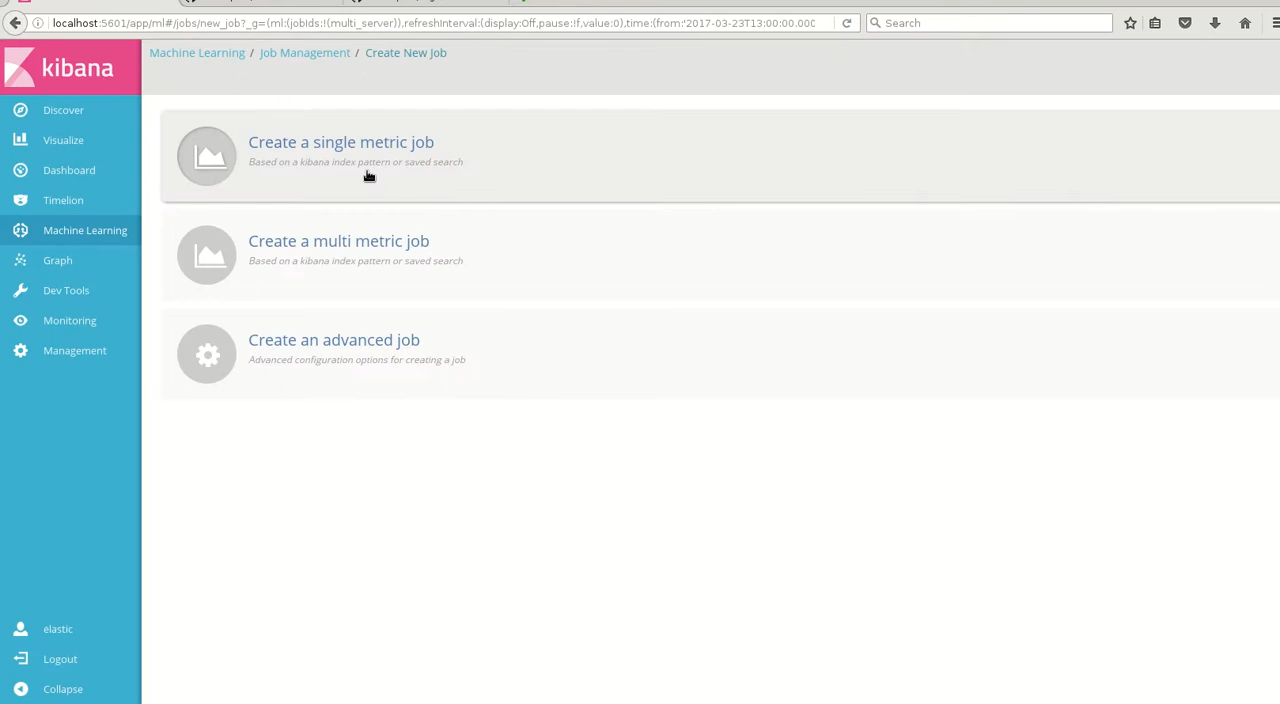 localhost:5601/app/ml#/jobs/new_job?_g=(ml:(jobIds:!(multi_server)),refreshInterval:(display:Off,pause:!f,value:0),time:(from:'2017-03-23T13:00:00.000
Search
kibana
Machine Learning / Job Management / Create New Job
Discover
Visualize
Dashboard
Timelion
Machine Learning
Graph
Dev Tools
Monitoring
Management
elastic
Logout
Collapse
Create a single metric job
Based on a kibana index pattern or saved search
Create a multi metric job
Based on a kibana index pattern or saved search
Create an advanced job
Advanced configuration options for creating a job